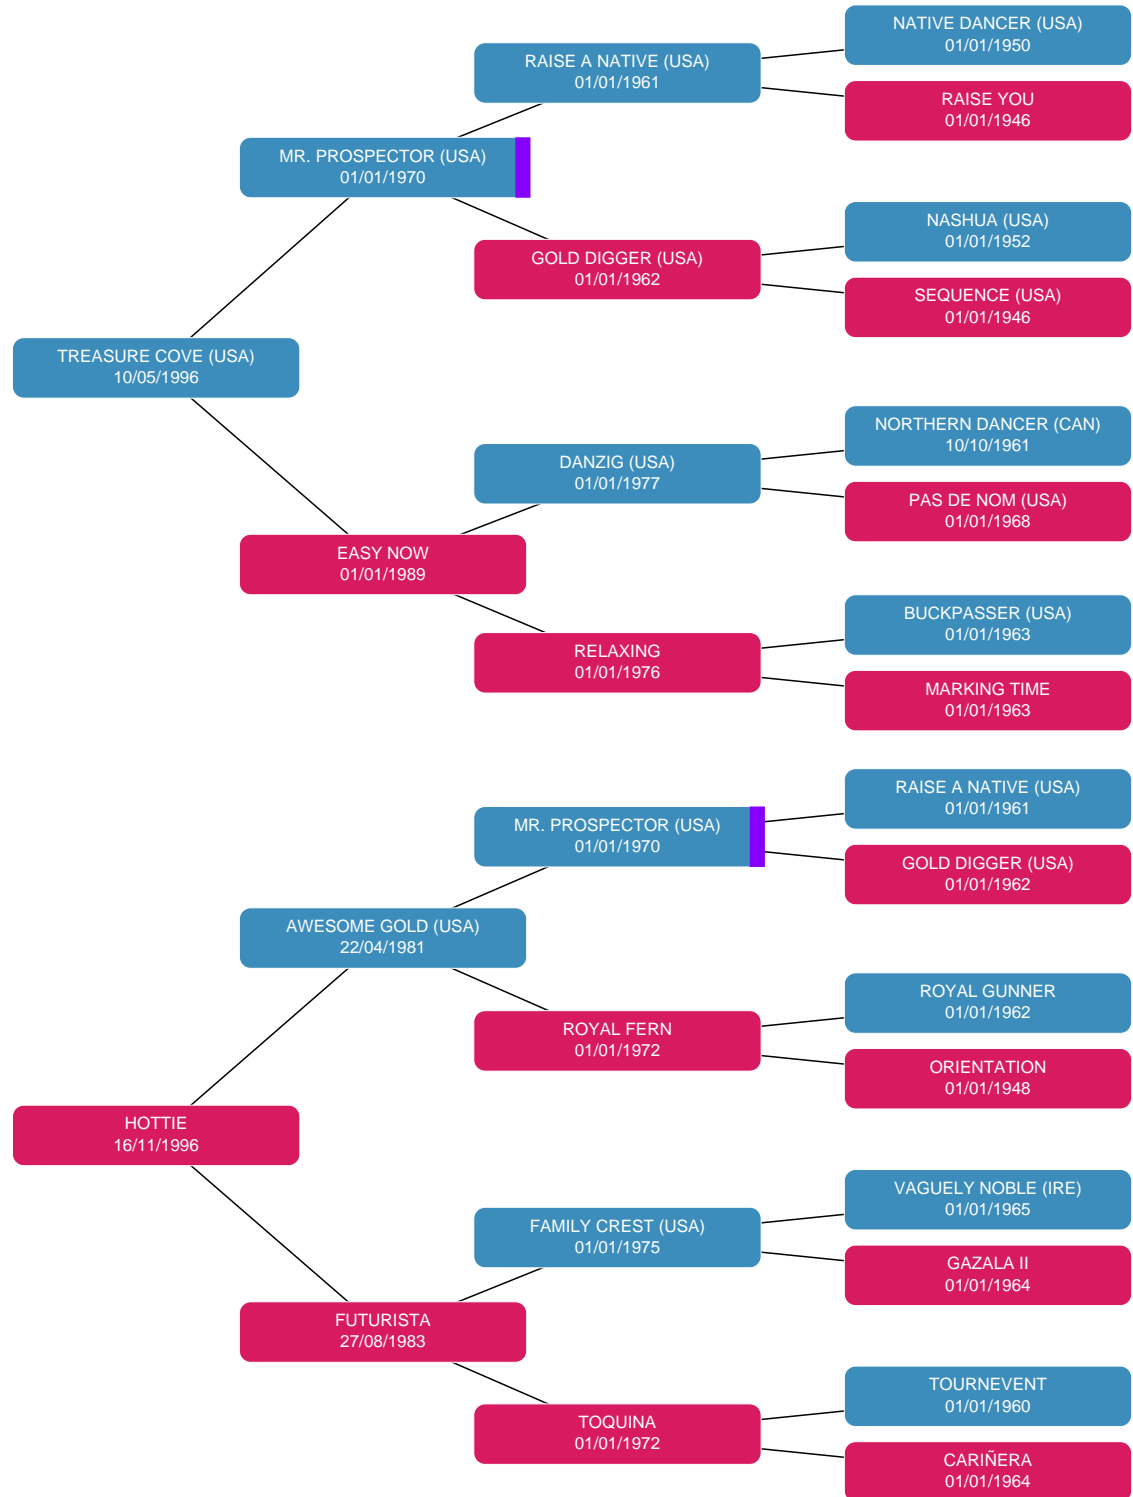 NATIVE DANCER (USA)
01/01/1950
RAISE A NATIVE (USA)
01/01/1961
RAISE YOU
01/01/1946
MR. PROSPECTOR (USA)
01/01/1970
NASHUA (USA)
01/01/1952
GOLD DIGGER (USA)
01/01/1962
SEQUENCE (USA)
01/01/1946
TREASURE COVE (USA)
10/05/1996
NORTHERN DANCER (CAN)
10/10/1961
DANZIG (USA)
01/01/1977
PAS DE NOM (USA)
01/01/1968
EASY NOW
01/01/1989
BUCKPASSER (USA)
01/01/1963
RELAXING
01/01/1976
MARKING TIME
01/01/1963
RAISE A NATIVE (USA)
01/01/1961
MR. PROSPECTOR (USA)
01/01/1970
GOLD DIGGER (USA)
01/01/1962
AWESOME GOLD (USA)
22/04/1981
ROYAL GUNNER
01/01/1962
ROYAL FERN
01/01/1972
ORIENTATION
01/01/1948
HOTTIE
16/11/1996
VAGUELY NOBLE (IRE)
01/01/1965
FAMILY CREST (USA)
01/01/1975
GAZALA II
01/01/1964
FUTURISTA
27/08/1983
TOURNEVENT
01/01/1960
TOQUINA
01/01/1972
CARIÑERA
01/01/1964